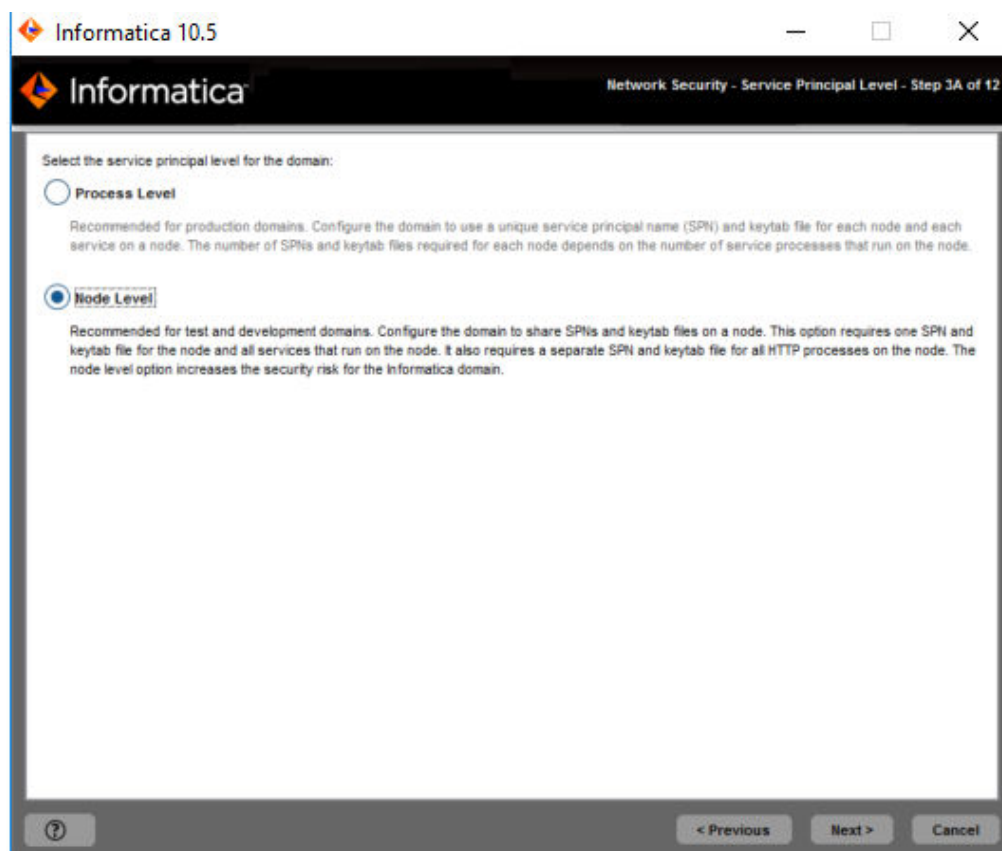 Informatica 10.5
Informatica
Network Security - Service Principal Level - Step 3A of 12
Select the service principal level for the domain:
Process Level
Recommended for production domains. Configure the domain to use a unique service principal name (SPN) and keytab file for each node and each
service on a node. The number of SPNs and keytab files required for each node depends on the number of service processes that run on the node.
Node Level
Recommended for test and development domains. Configure the domain to share SPNs and keytab files on a node. This option requires one SPN and
keytab file for the node and all services that run on the node. It also requires a separate SPN and keytab file for all HTTP processes on the node. The
node level option increases the security risk for the Informatica domain.
?
< Previous
Next >
Cancel